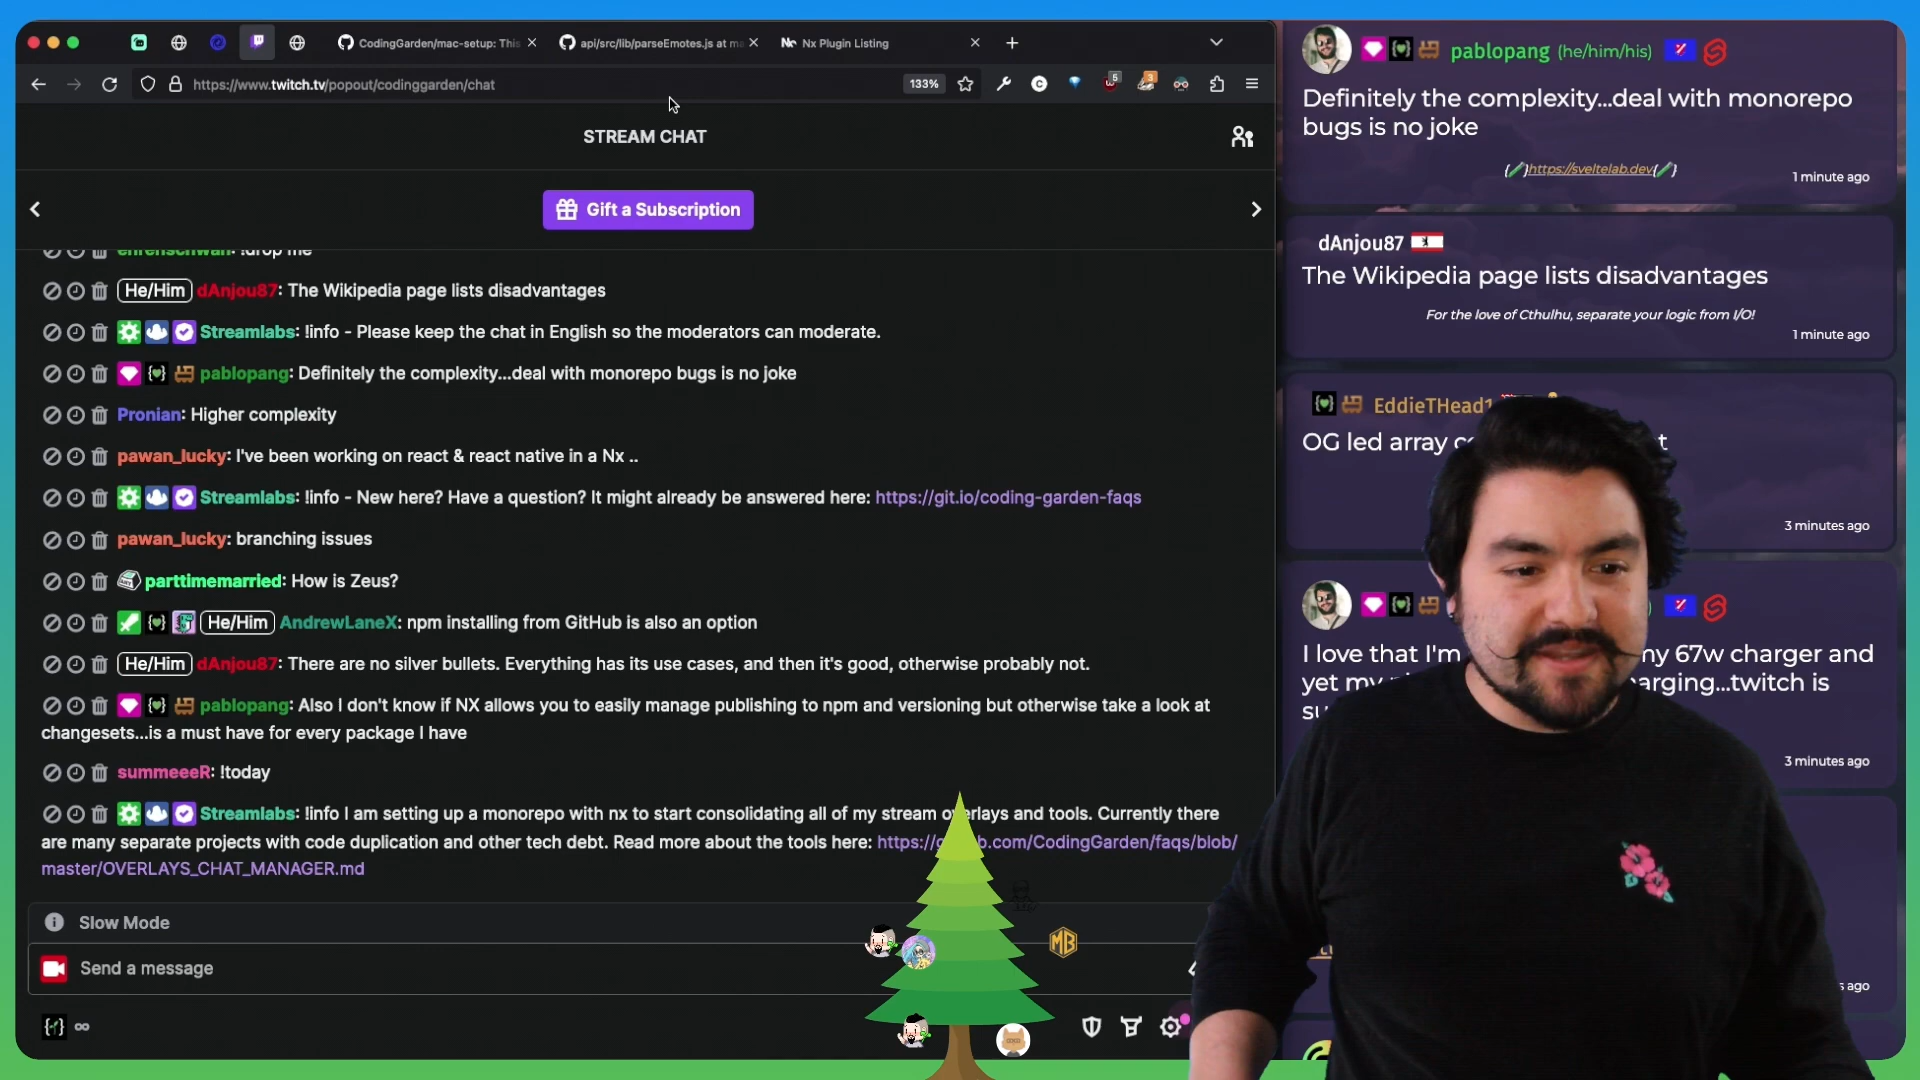 CodingGarden/mac-setup: This
api/src/lib/parseEmotes.js at ma
Nx Plugin Listing
https://www.twitch.tv/popout/codinggarden/chat
133%
5
3
STREAM CHAT
Gift a Subscription
ehrenschwan: !drop me
He/Him dAnjou87: The Wikipedia page lists disadvantages
Streamlabs: !info - Please keep the chat in English so the moderators can moderate.
pablopang: Definitely the complexity...deal with monorepo bugs is no joke
Pronian: Higher complexity
pawan_lucky: I've been working on react & react native in a Nx ..
Streamlabs: !info - New here? Have a question? It might already be answered here: https://git.io/coding-garden-faqs
pawan_lucky: branching issues
parttimemarried: How is Zeus?
He/Him AndrewLaneX: npm installing from GitHub is also an option
He/Him dAnjou87: There are no silver bullets. Everything has its use cases, and then it's good, otherwise probably not.
pablopang: Also I don't know if NX allows you to easily manage publishing to npm and versioning but otherwise take a look at
changesets...is a must have for every package I have
summeeeR: !today
Streamlabs: !info I am setting up a monorepo with nx to start consolidating all of my stream overlays and tools. Currently there
are many separate projects with code duplication and other tech debt. Read more about the tools here: https://g b.com/CodingGarden/faqs/blob/
master/OVERLAYS_CHAT_MANAGER.md
Slow Mode
Send a message
MB
pablopang (he/him/his)
Definitely the complexity...deal with monorepo
bugs is no joke
{ }https://sveltelab.dev{ }
1 minute ago
dAnjou87
The Wikipedia page lists disadvantages
For the love of Cthulhu, separate your logic from I/O!
1 minute ago
EddieTHead1
OG led array
3 minutes ago
I love that I'm my 67w charger and
yet my arging...twitch is
su
3 minutes ago
s ago